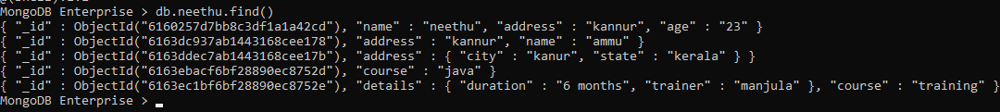 MongoDB Enterprise > db.neethu.find()
{ "_id" : ObjectId("6160257d7bb8c3df1a1a42cd"), "name" : "neethu", "address" : "kannur", "age" : "23" }
{ "_id" : ObjectId("6163dc937ab1443168cee178"), "address" : "kannur", "name" : "ammu" }
{ "_id" : ObjectId("6163ddec7ab1443168cee17b"), "address" : { "city" : "kanur", "state" : "kerala" } }
{ "_id" : ObjectId("6163ebacf6bf28890ec8752d"), "course" : "java" }
{ "_id" : ObjectId("6163ec1bf6bf28890ec8752e"), "details" : { "duration" : "6 months", "trainer" : "manjula" }, "course" : "training" }
MongoDB Enterprise >